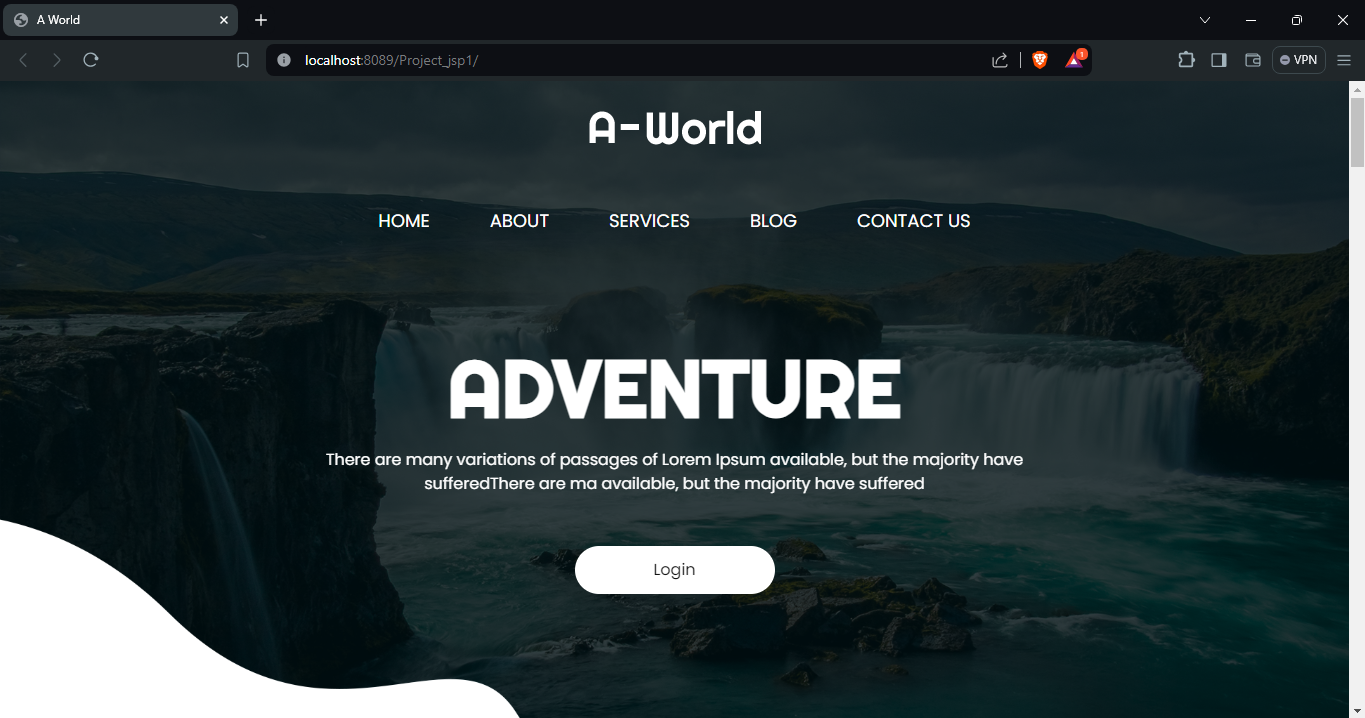 A World
localhost:8089/Project_jsp1/
1
VPN
A-World
HOME ABOUT SERVICES BLOG CONTACT US
ADVENTURE
There are many variations of passages of Lorem Ipsum available, but the majority have
sufferedThere are ma available, but the majority have suffered
Login